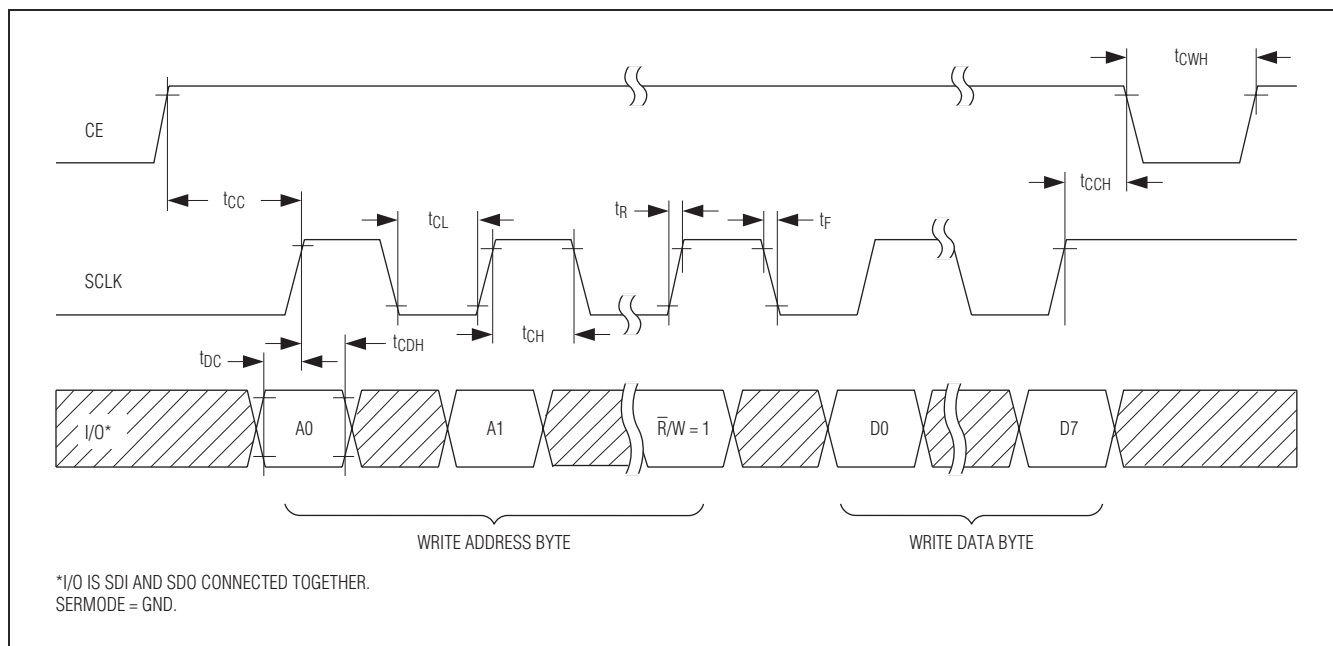 tCWH
CE
tCCH
tCC
tCL
tR
tF
SCLK
tCH
tDC
tCDH
I/O*
A0
A1
R̅/W = 1
D0
D7
WRITE ADDRESS BYTE
WRITE DATA BYTE
*I/O IS SDI AND SDO CONNECTED TOGETHER.
SERMODE = GND.